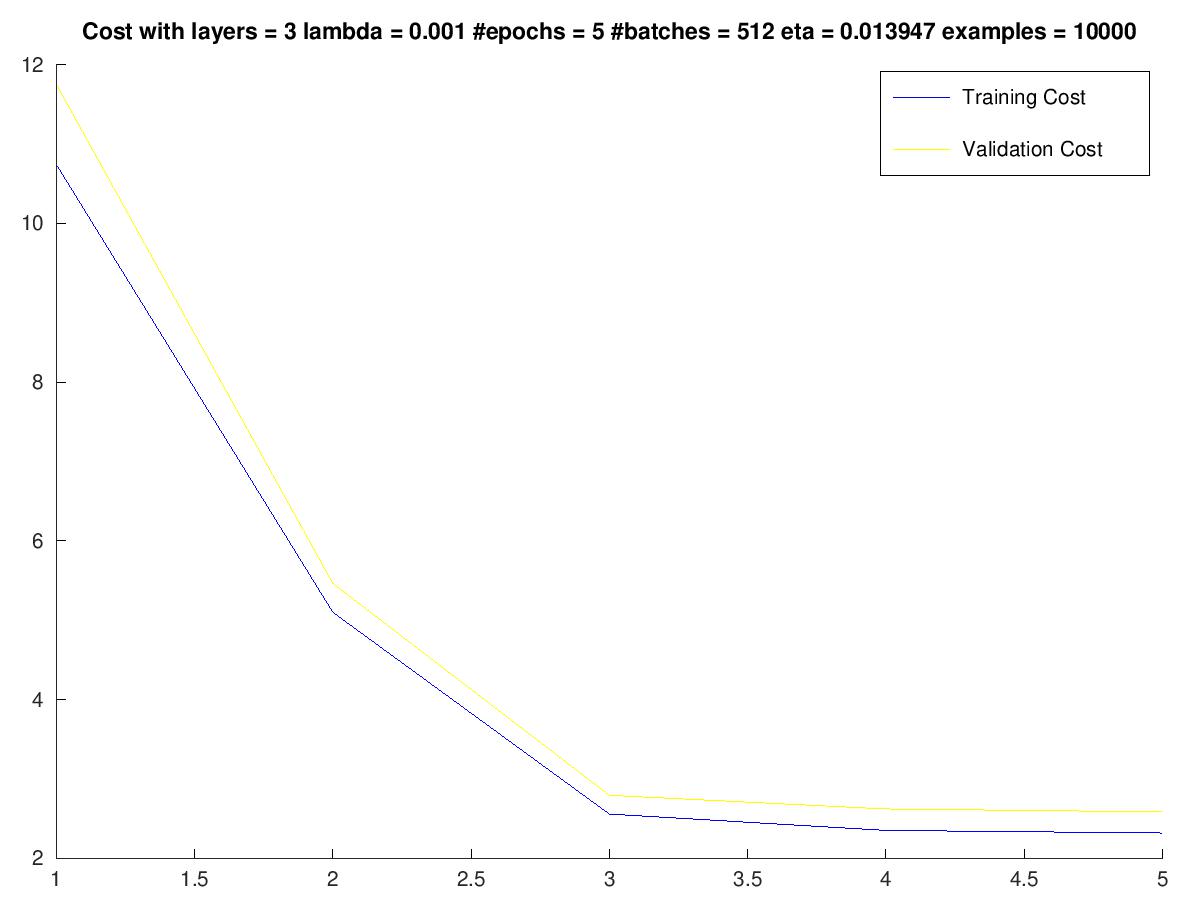 Cost with layers = 3 lambda = 0.001 #epochs = 5 #batches = 512 eta = 0.013947 examples = 10000
12
Training Cost
Validation Cost
10
8
6
4
2
1 1.5 2 2.5 3 3.5 4 4.5 5